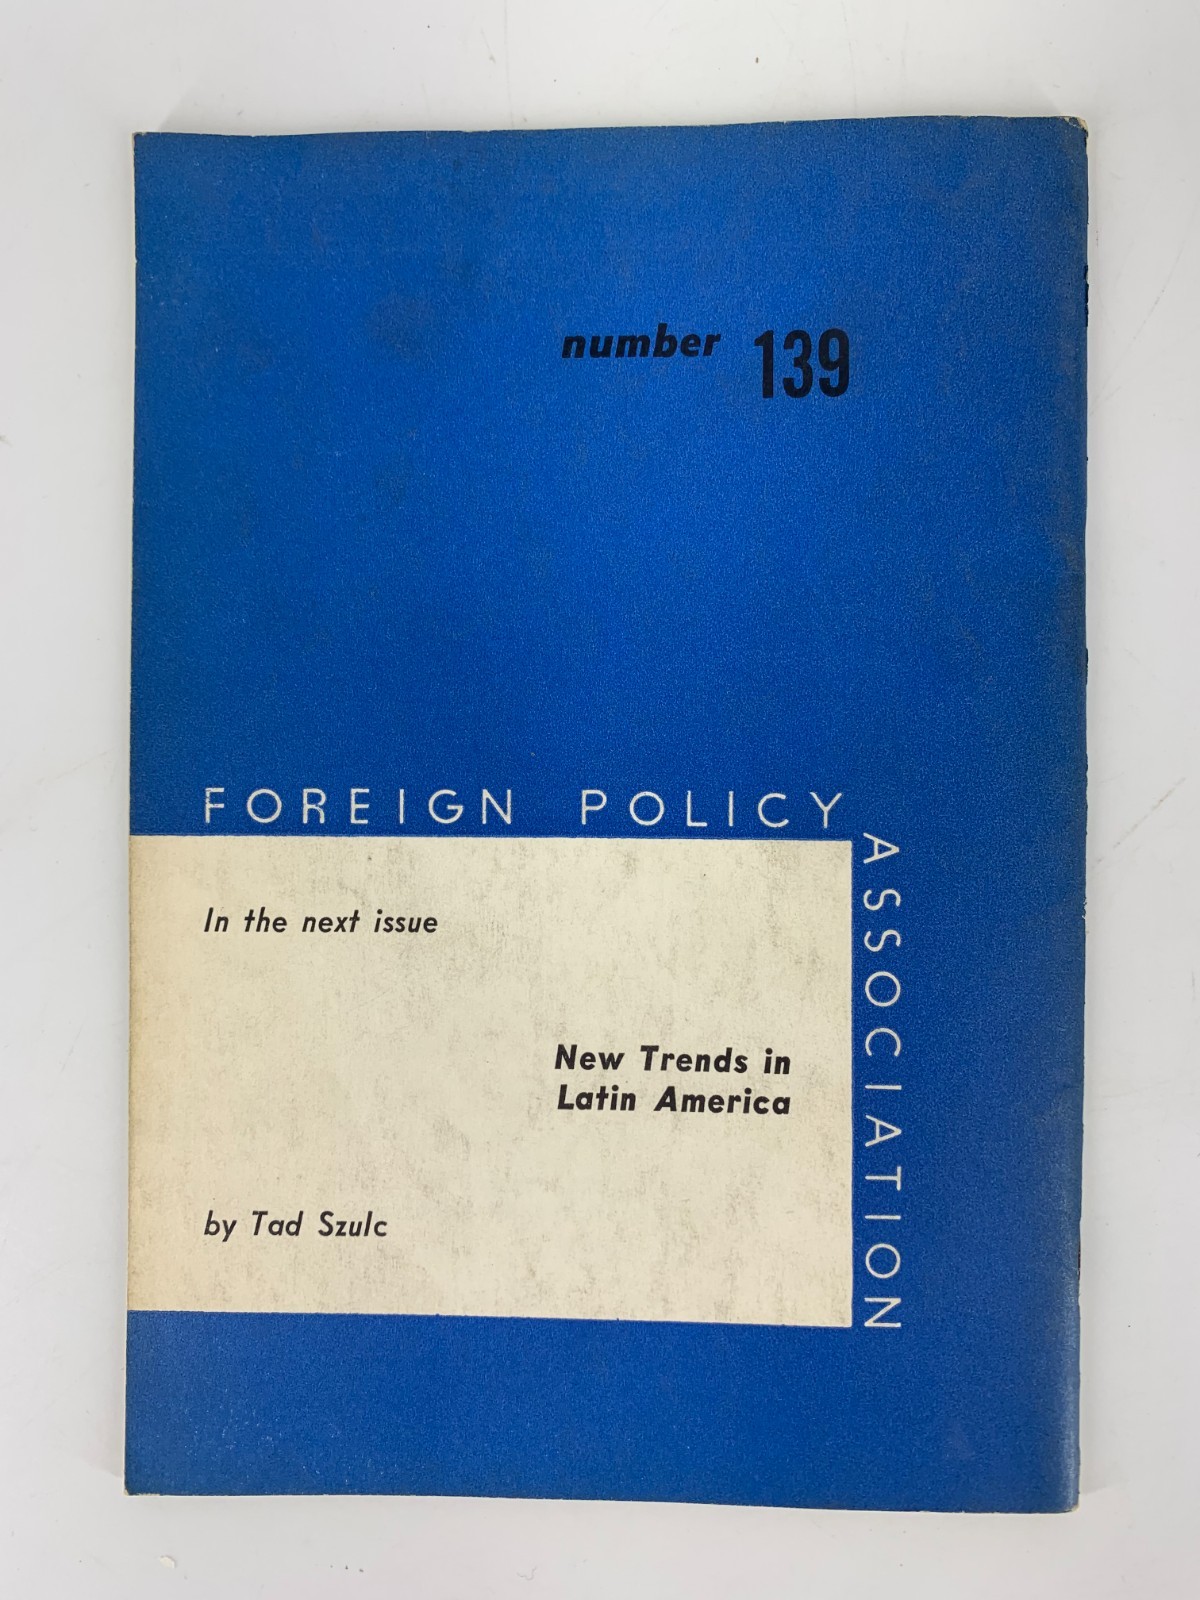 number 139
FOREIGN POLICY
ASSOCIATION
In the next issue
New Trends in
Latin America
by Tad Szulc